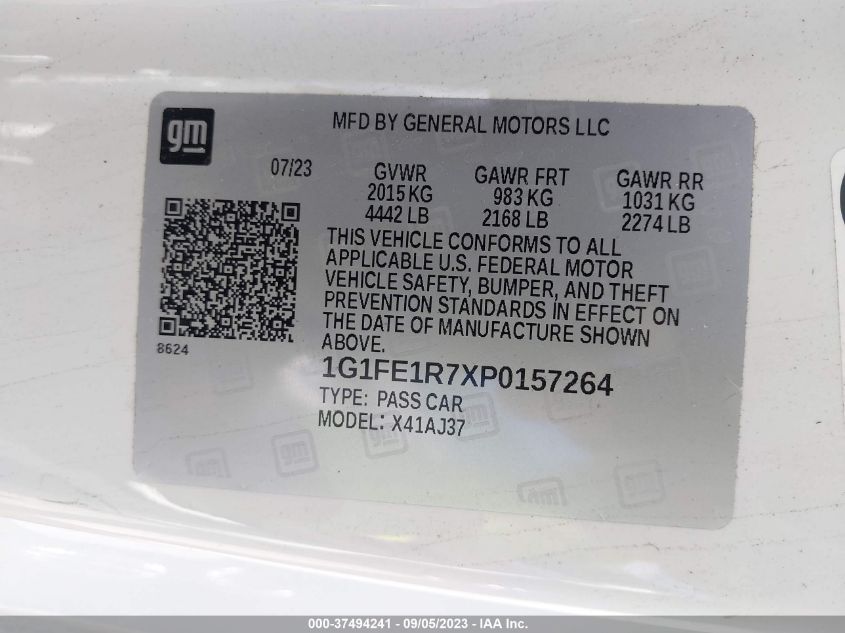 gm
MFD BY GENERAL MOTORS LLC
07/23
GVWR GAWR FRT GAWR RR
2015 KG 983 KG 1031 KG
4442 LB 2168 LB 2274 LB
THIS VEHICLE CONFORMS TO ALL
APPLICABLE U.S. FEDERAL MOTOR
VEHICLE SAFETY, BUMPER, AND THEFT
PREVENTION STANDARDS IN EFFECT ON
THE DATE OF MANUFACTURE SHOWN
ABOVE.
8624
1G1FE1R7XP0157264
TYPE: PASS CAR
MODEL: X41AJ37
gm
gm
gm
000-37494241 - 09/05/2023 - IAA Inc.